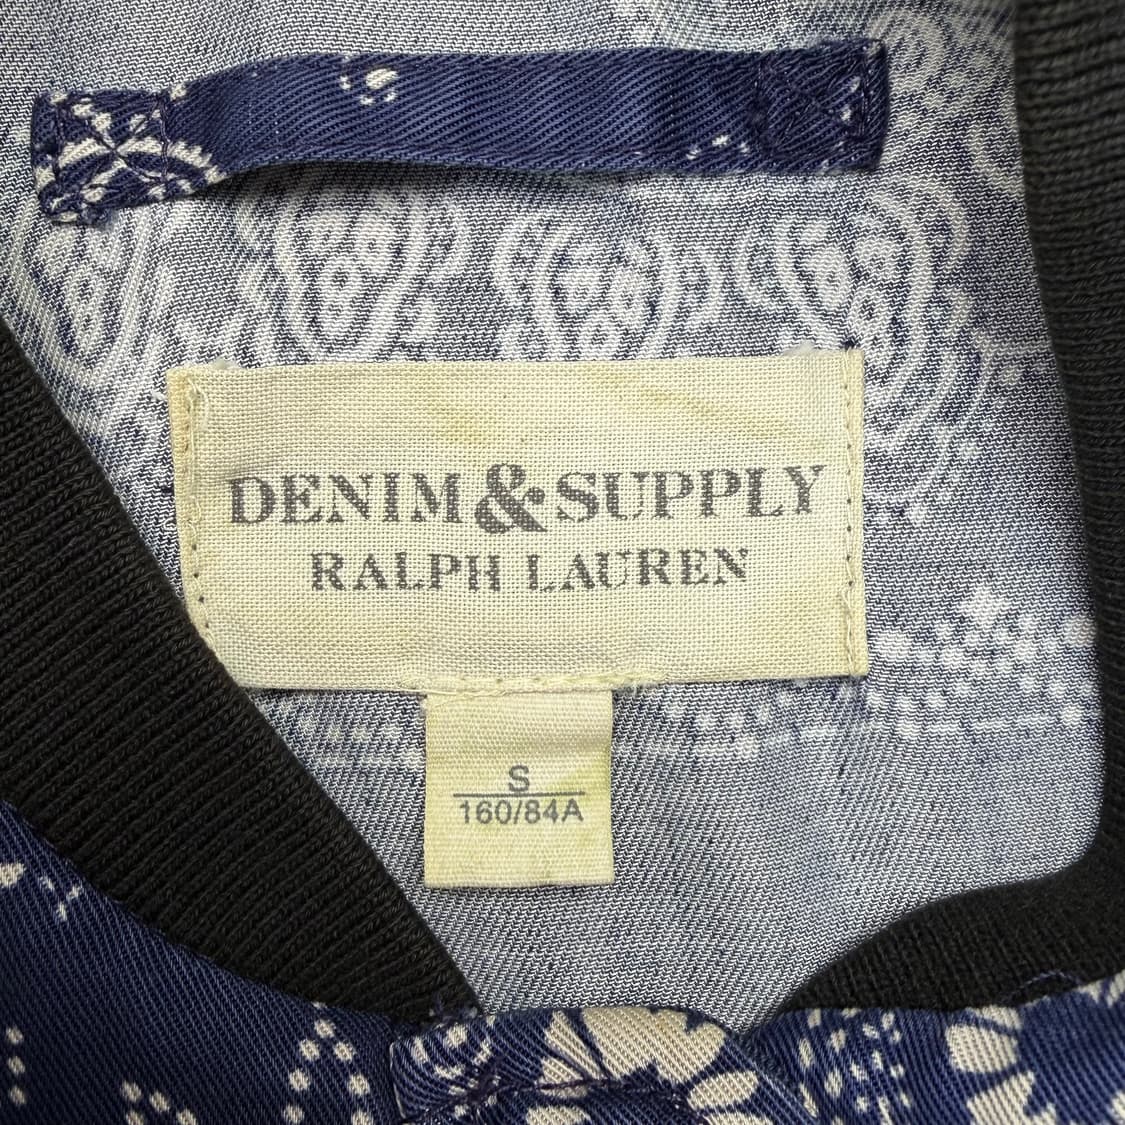 DENIM & SUPPLY
RALPH LAUREN
S
160/84A